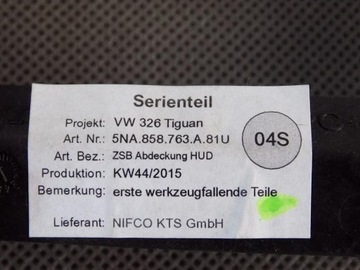 Serienteil
Projekt: VW 326 Tiguan
Art. Nr.: 5NA.858.763.A.81U
04S
Art. Bez.: ZSB Abdeckung HUD
Produktion: KW44/2015
Bemerkung: erste werkzeugfallende Teile
Lieferant: NIFCO KTS GmbH